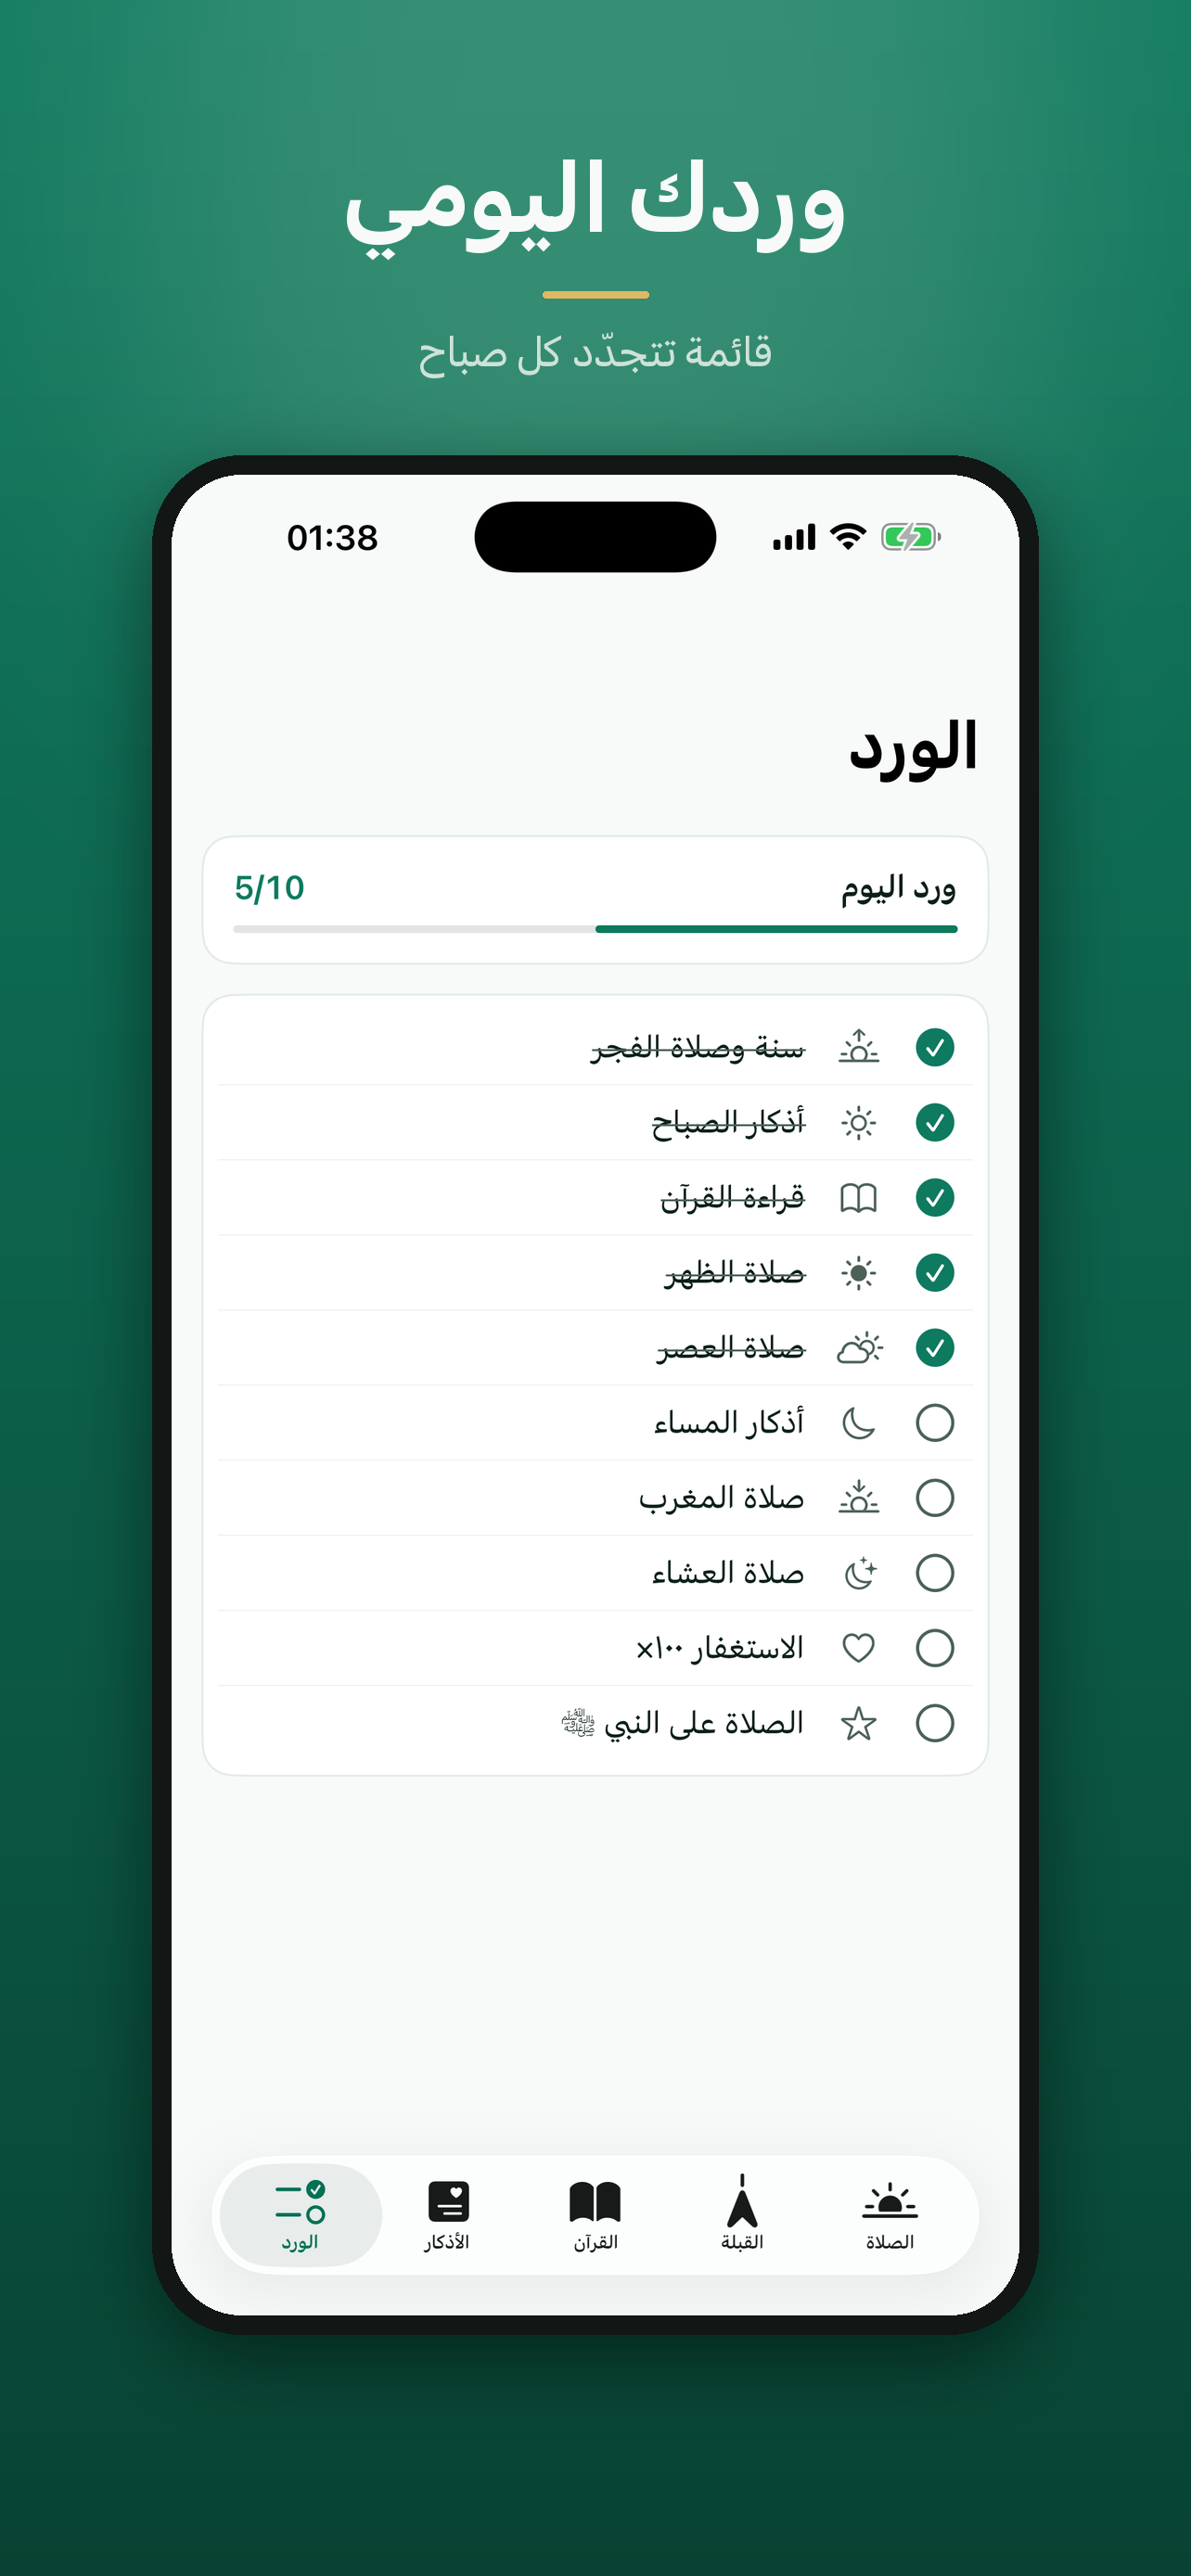 وردك اليومي
قائمة تتجدّد كل صباح
01:38
الورد
ورد اليوم 5/10
سنة وصلاة الفجر
أذكار الصباح
قراءة القرآن
صلاة الظهر
صلاة العصر
أذكار المساء
صلاة المغرب
صلاة العشاء
الاستغفار ١٠٠×
الصلاة على النبي ﷺ
الصلاة القبلة القرآن الأذكار الورد